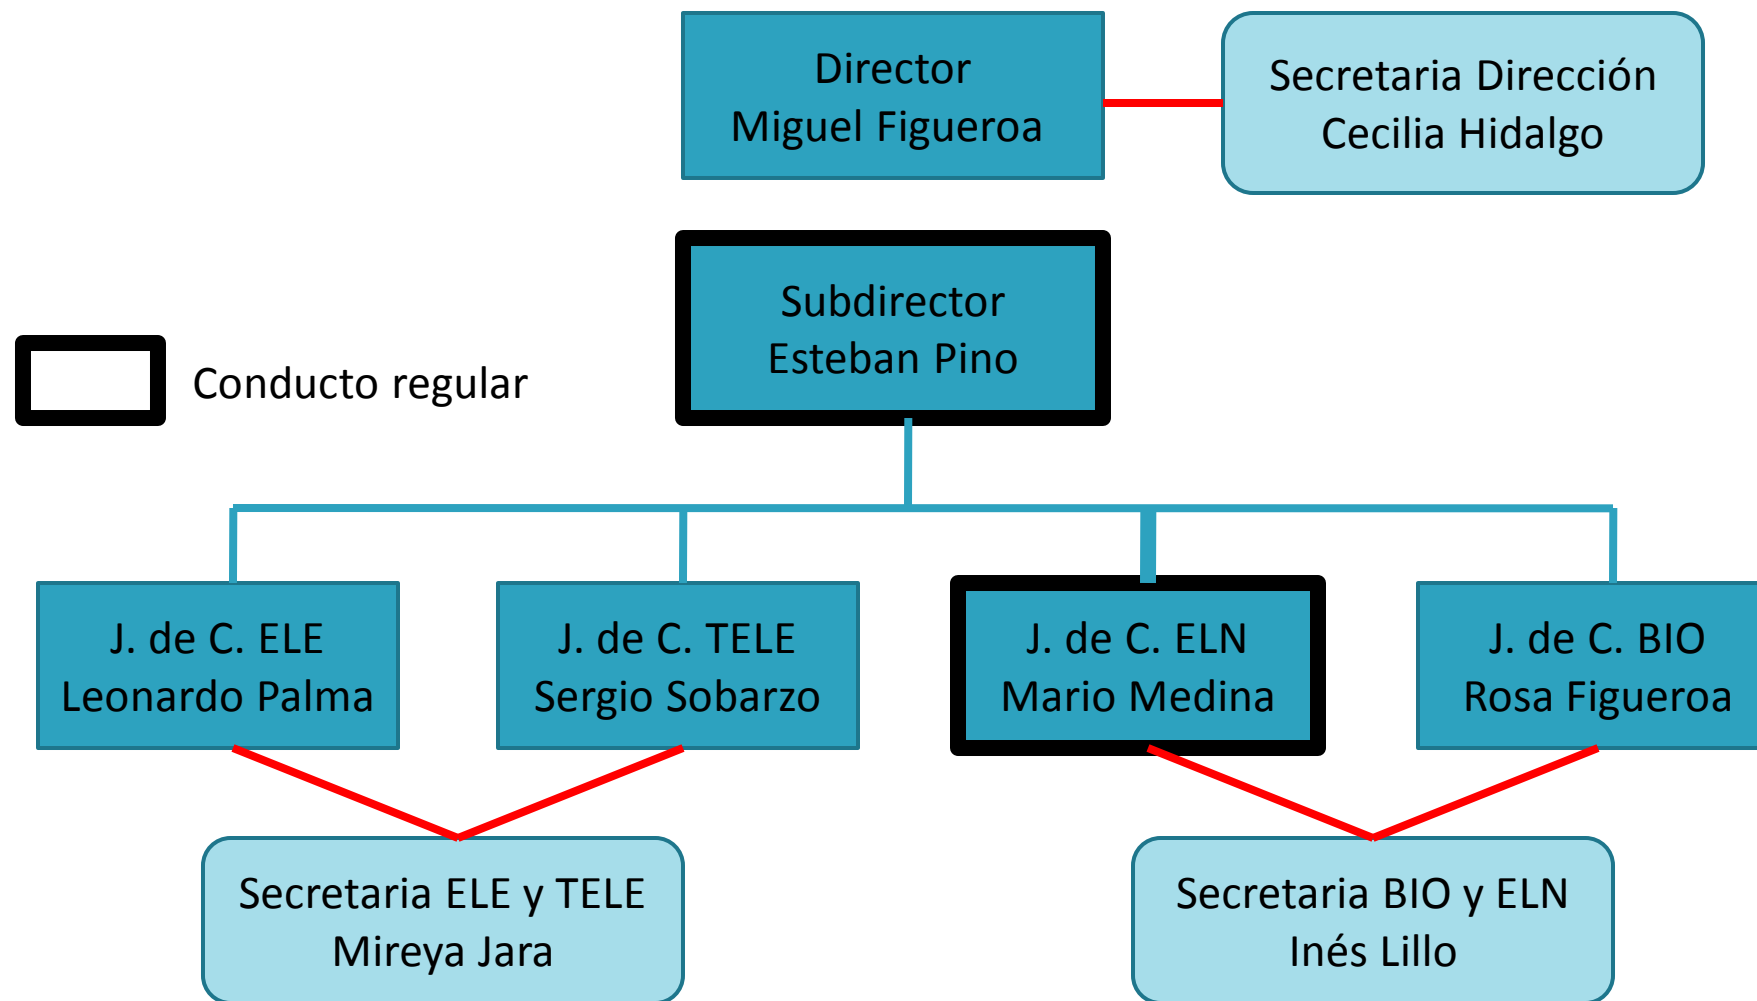 Director
Miguel Figueroa
Secretaria Dirección
Cecilia Hidalgo
Subdirector
Esteban Pino
Conducto regular
J. de C. ELE
Leonardo Palma
J. de C. TELE
Sergio Sobarzo
J. de C. ELN
Mario Medina
J. de C. BIO
Rosa Figueroa
Secretaria ELE y TELE
Mireya Jara
Secretaria BIO y ELN
Inés Lillo